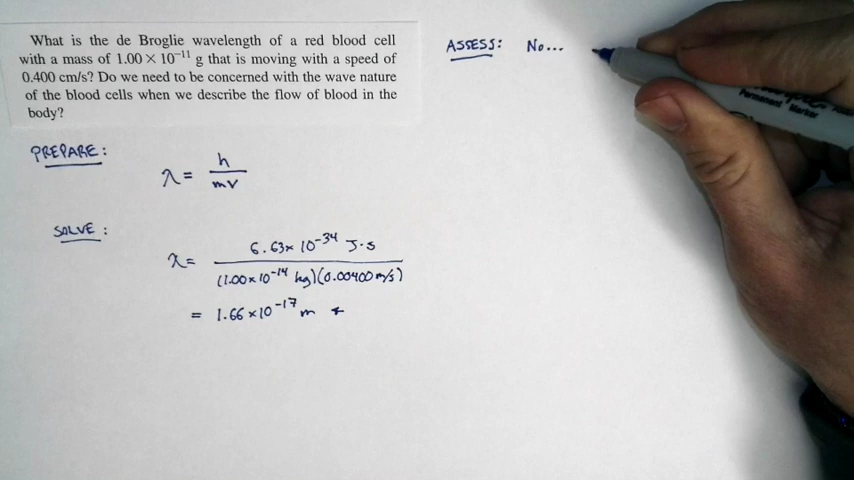 What is the de Broglie wavelength of a red blood cell
with a mass of 1.00 × 10⁻¹¹ g that is moving with a speed of
0.400 cm/s? Do we need to be concerned with the wave nature
of the blood cells when we describe the flow of blood in the
body?
PREPARE:
λ = h / mv
SOLVE:
λ = 6.63 × 10⁻³⁴ J·s / (1.00 × 10⁻¹⁴ kg)(0.00400 m/s)
= 1.66 × 10⁻¹⁷ m
ASSESS: No...
Permanent Marker